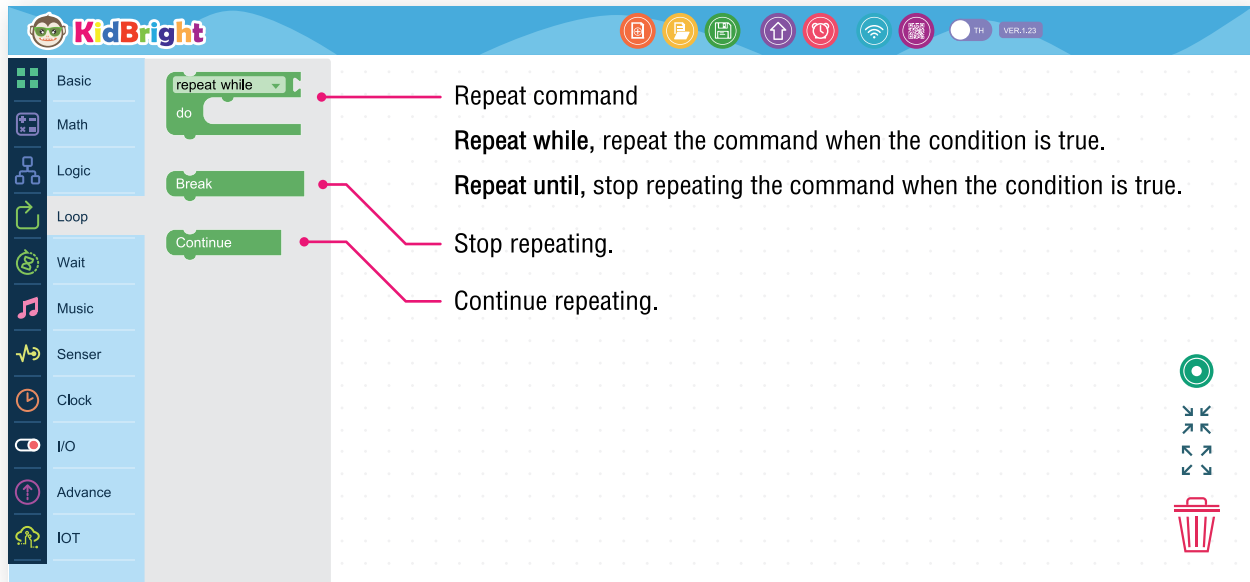 KidBright
TH
VER.1.23
Basic
Math
Logic
Loop
Wait
Music
Senser
Clock
I/O
Advance
IOT
repeat while
do
Break
Continue
Repeat command
Repeat while, repeat the command when the condition is true.
Repeat until, stop repeating the command when the condition is true.
Stop repeating.
Continue repeating.